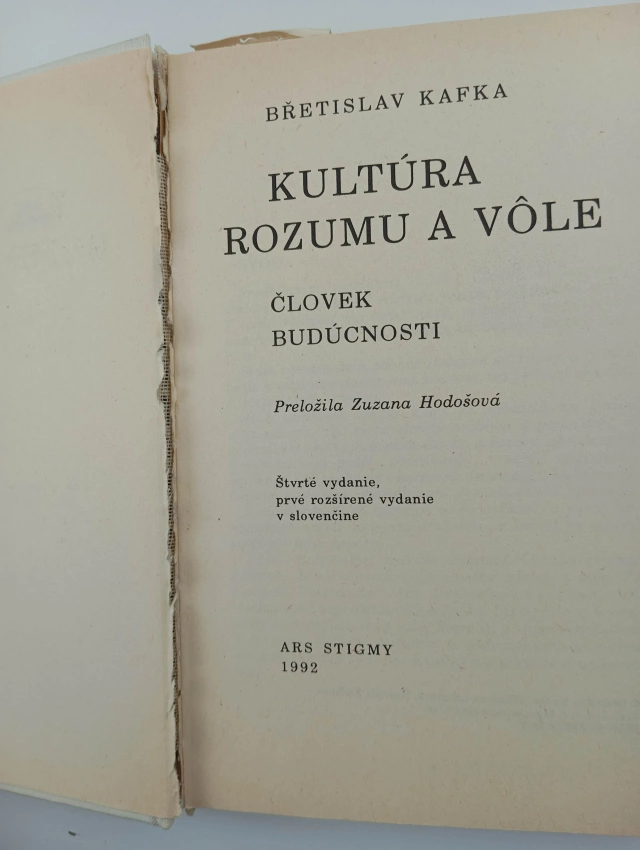 BŘETISLAV KAFKA
KULTÚRA
ROZUMU A VÔLE
ČLOVEK
BUDÚCNOSTI
Preložila Zuzana Hodošová
Štvrté vydanie,
prvé rozšírené vydanie
v slovenčine
ARS STIGMY
1992